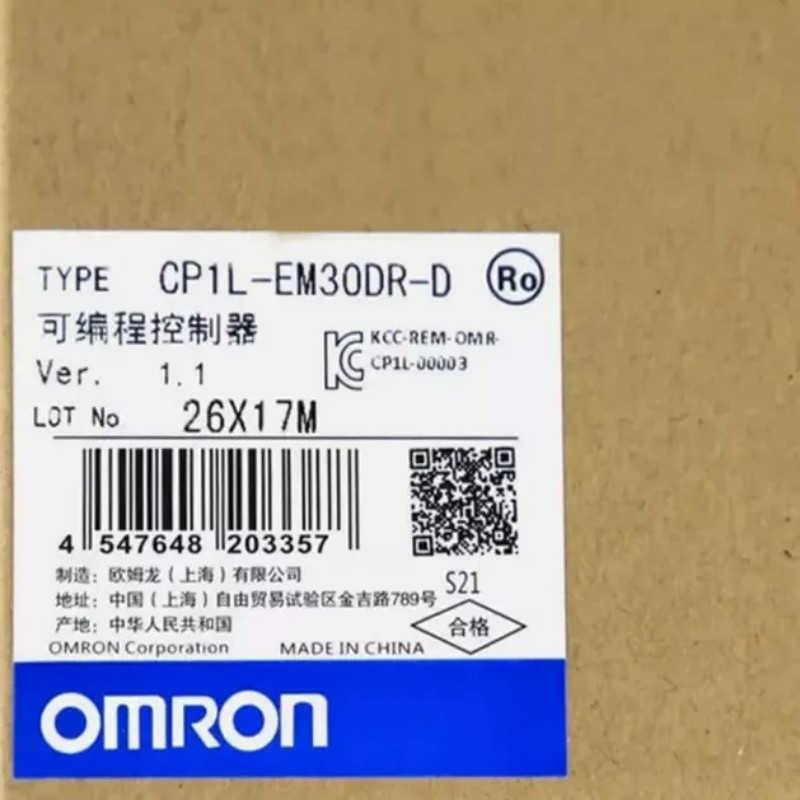 TYPE CP1L-EM30DR-D Ro
可编程控制器
KCC-REM-OMR-
CP1L-00003
Ver. 1.1
LOT No 26X17M
4 547648 203357
制造：欧姆龙（上海）有限公司
S21
地址：中国（上海）自由贸易试验区金吉路789号
产地：中华人民共和国
合格
OMRON Corporation MADE IN CHINA
OMRON